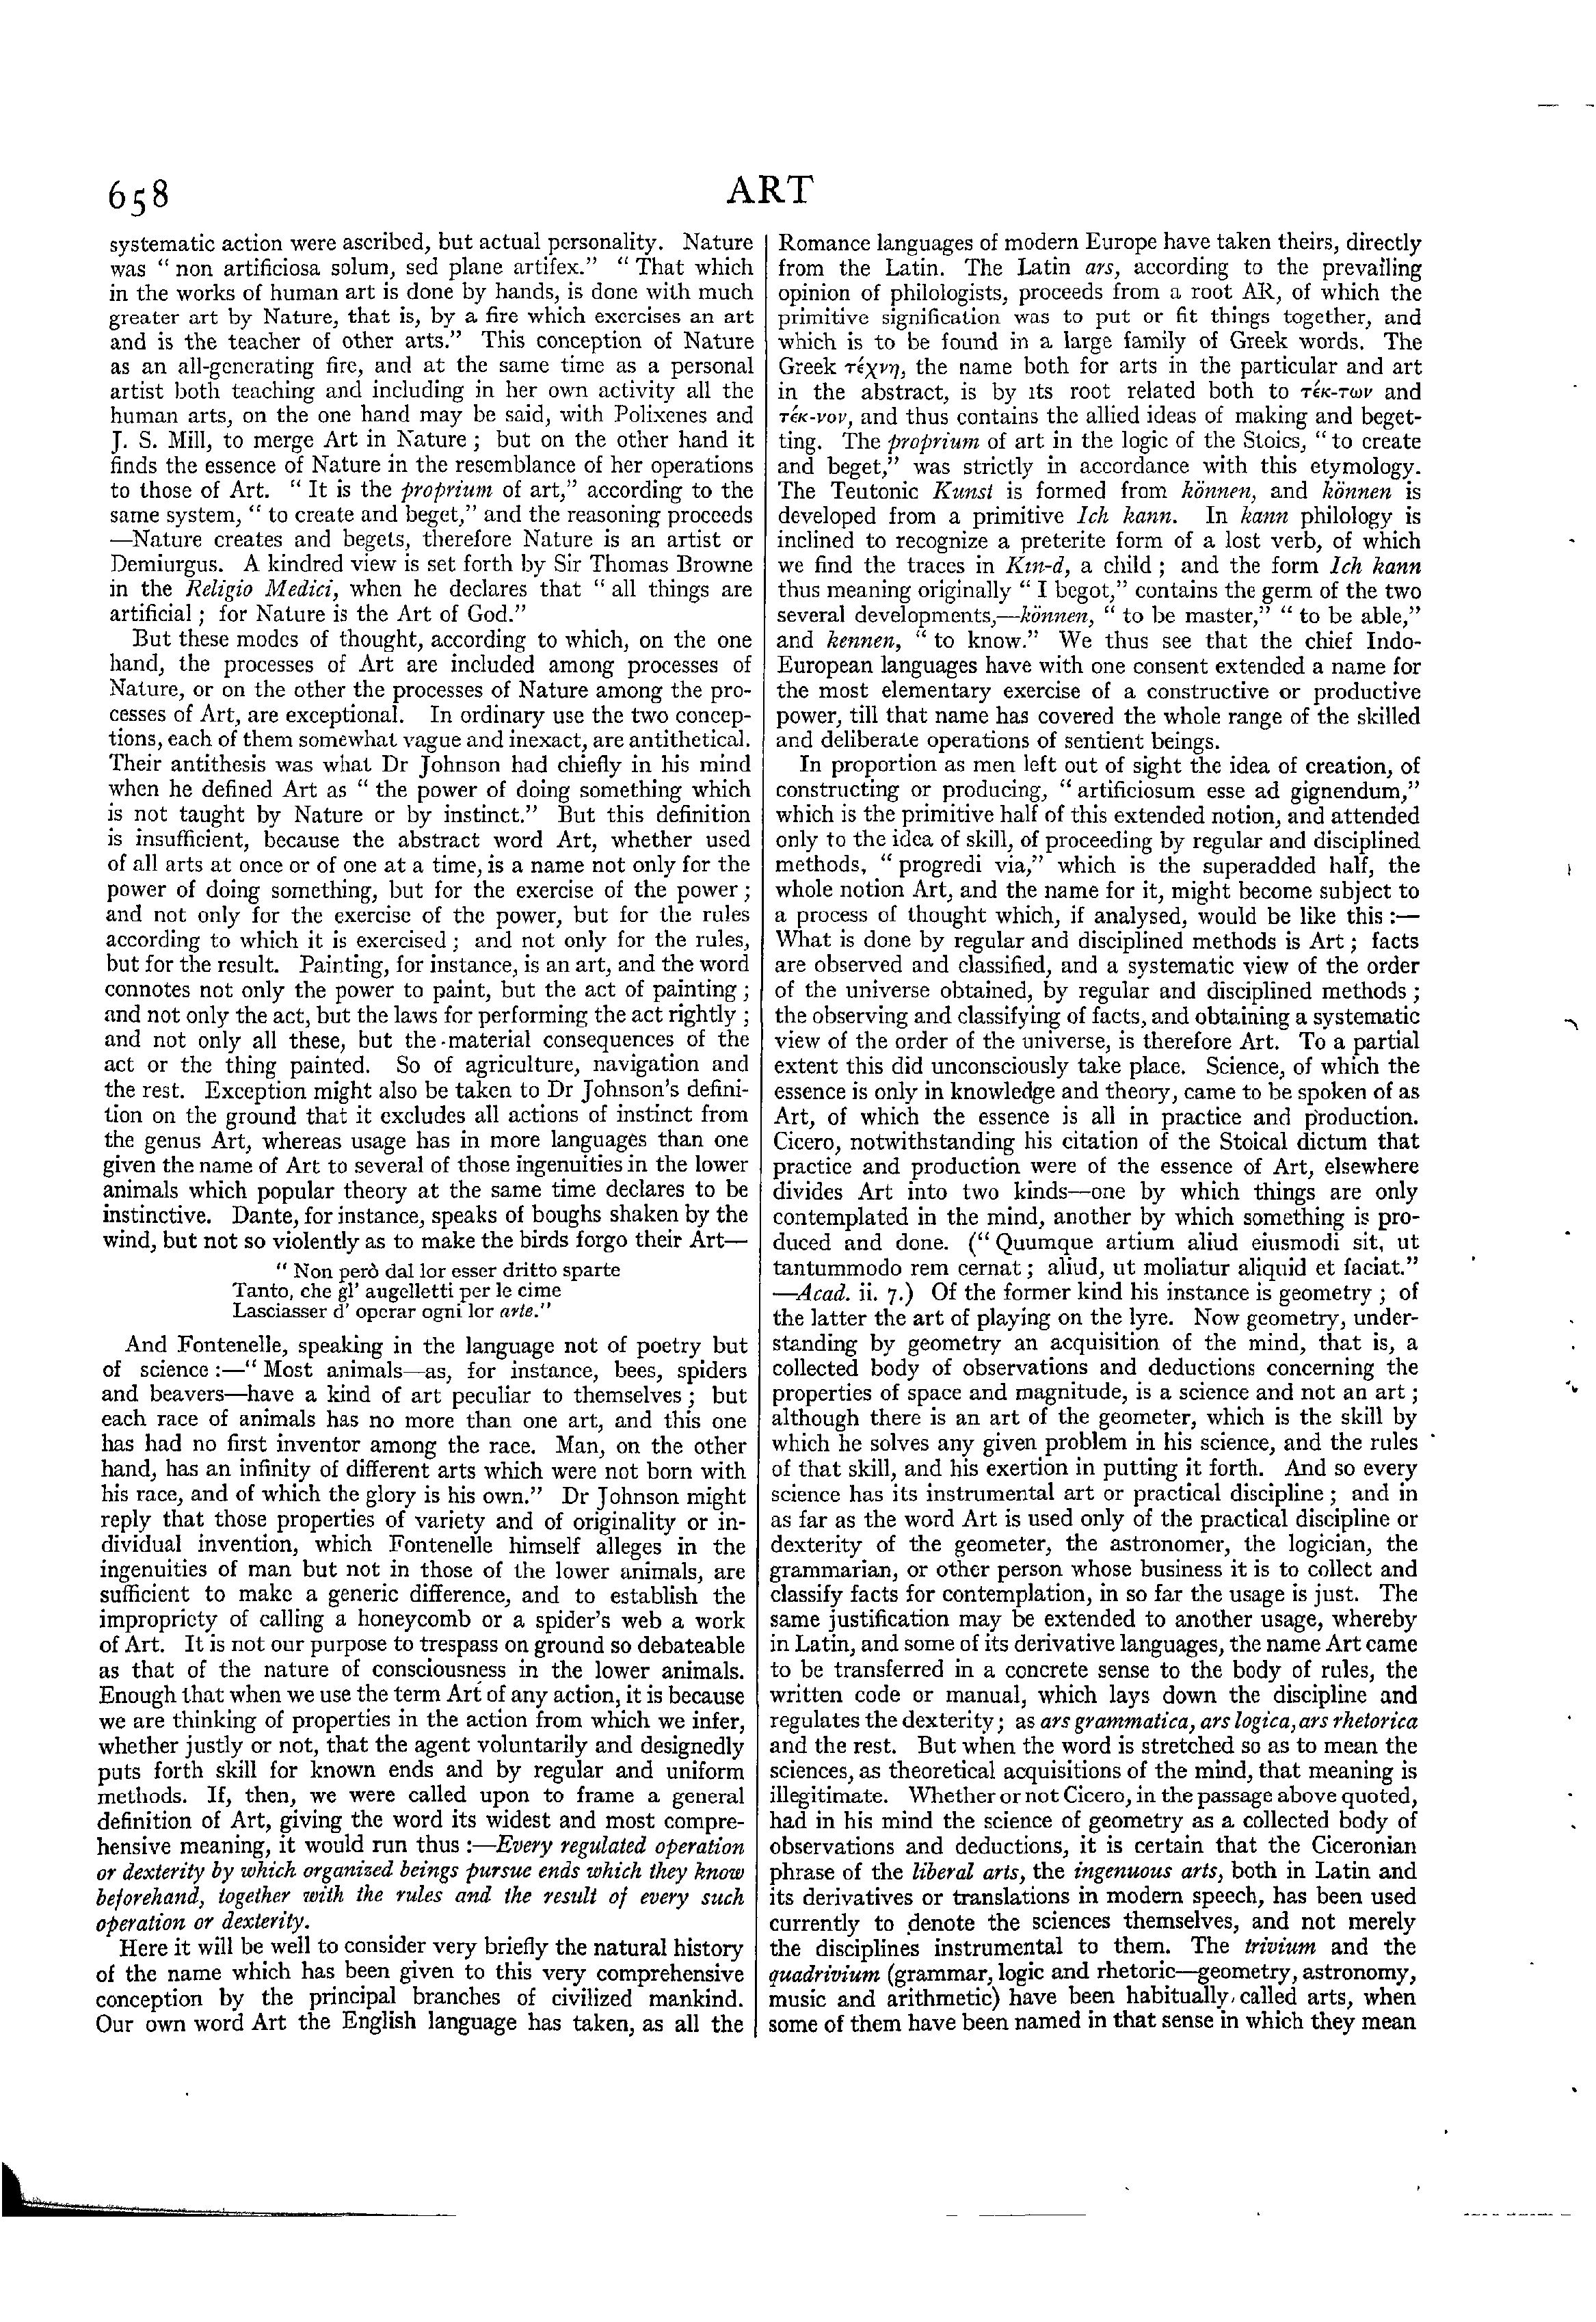 658
ART
systematic action were ascribed, but actual personality. Nature
was “ non artificiosa solum, sed plane artifex.” “ That which
in the works of human art is done by hands, is done with much
greater art by Nature, that is, by a fire which exercises an art
and is the teacher of other arts.” This conception of Nature
as an all-generating fire, and at the same time as a personal
artist both teaching and including in her own activity all the
human arts, on the one hand may be said, with Polixenes and
J. S. Mill, to merge Art in Nature ; but on the other hand it
finds the essence of Nature in the resemblance of her operations
to those of Art. “ It is the proprium of art,” according to the
same system, “ to create and beget,” and the reasoning proceeds
—Nature creates and begets, therefore Nature is an artist or
Demiurgus. A kindred view is set forth by Sir Thomas Browne
in the Religio Medici, when he declares that “ all things are
artificial ; for Nature is the Art of God.”
But these modes of thought, according to which, on the one
hand, the processes of Art are included among processes of
Nature, or on the other the processes of Nature among the pro-
cesses of Art, are exceptional. In ordinary use the two concep-
tions, each of them somewhat vague and inexact, are antithetical.
Their antithesis was what Dr Johnson had chiefly in his mind
when he defined Art as “ the power of doing something which
is not taught by Nature or by instinct.” But this definition
is insufficient, because the abstract word Art, whether used
of all arts at once or of one at a time, is a name not only for the
power of doing something, but for the exercise of the power ;
and not only for the exercise of the power, but for the rules
according to which it is exercised ; and not only for the rules,
but for the result. Painting, for instance, is an art, and the word
connotes not only the power to paint, but the act of painting ;
and not only the act, but the laws for performing the act rightly ;
and not only all these, but the material consequences of the
act or the thing painted. So of agriculture, navigation and
the rest. Exception might also be taken to Dr Johnson’s defini-
tion on the ground that it excludes all actions of instinct from
the genus Art, whereas usage has in more languages than one
given the name of Art to several of those ingenuities in the lower
animals which popular theory at the same time declares to be
instinctive. Dante, for instance, speaks of boughs shaken by the
wind, but not so violently as to make the birds forgo their Art—
“ Non però dal lor esser dritto sparte
Tanto, che gl’ augelletti per le cime
Lasciasser d’ operar ogni lor arte.”
And Fontenelle, speaking in the language not of poetry but
of science :—“ Most animals—as, for instance, bees, spiders
and beavers—have a kind of art peculiar to themselves ; but
each race of animals has no more than one art, and this one
has had no first inventor among the race. Man, on the other
hand, has an infinity of different arts which were not born with
his race, and of which the glory is his own.” Dr Johnson might
reply that those properties of variety and of originality or in-
dividual invention, which Fontenelle himself alleges in the
ingenuities of man but not in those of the lower animals, are
sufficient to make a generic difference, and to establish the
impropriety of calling a honeycomb or a spider’s web a work
of Art. It is not our purpose to trespass on ground so debateable
as that of the nature of consciousness in the lower animals.
Enough that when we use the term Art of any action, it is because
we are thinking of properties in the action from which we infer,
whether justly or not, that the agent voluntarily and designedly
puts forth skill for known ends and by regular and uniform
methods. If, then, we were called upon to frame a general
definition of Art, giving the word its widest and most compre-
hensive meaning, it would run thus :—Every regulated operation
or dexterity by which organized beings pursue ends which they know
beforehand, together with the rules and the result of every such
operation or dexterity.
Here it will be well to consider very briefly the natural history
of the name which has been given to this very comprehensive
conception by the principal branches of civilized mankind.
Our own word Art the English language has taken, as all the
Romance languages of modern Europe have taken theirs, directly
from the Latin. The Latin ars, according to the prevailing
opinion of philologists, proceeds from a root AR, of which the
primitive signification was to put or fit things together, and
which is to be found in a large family of Greek words. The
Greek τέχνη, the name both for arts in the particular and art
in the abstract, is by its root related both to τέκ-των and
τέκ-νον, and thus contains the allied ideas of making and beget-
ting. The proprium of art in the logic of the Stoics, “ to create
and beget,” was strictly in accordance with this etymology.
The Teutonic Kunst is formed from können, and können is
developed from a primitive Ich kann. In kann philology is
inclined to recognize a preterite form of a lost verb, of which
we find the traces in Kin-d, a child ; and the form Ich kann
thus meaning originally “ I begot,” contains the germ of the two
several developments,—können, “ to be master,” “ to be able,”
and kennen, “ to know.” We thus see that the chief Indo-
European languages have with one consent extended a name for
the most elementary exercise of a constructive or productive
power, till that name has covered the whole range of the skilled
and deliberate operations of sentient beings.
In proportion as men left out of sight the idea of creation, of
constructing or producing, “ artificiosum esse ad gignendum,”
which is the primitive half of this extended notion, and attended
only to the idea of skill, of proceeding by regular and disciplined
methods, “ progredi via,” which is the superadded half, the
whole notion Art, and the name for it, might become subject to
a process of thought which, if analysed, would be like this :—
What is done by regular and disciplined methods is Art ; facts
are observed and classified, and a systematic view of the order
of the universe obtained, by regular and disciplined methods ;
the observing and classifying of facts, and obtaining a systematic
view of the order of the universe, is therefore Art. To a partial
extent this did unconsciously take place. Science, of which the
essence is only in knowledge and theory, came to be spoken of as
Art, of which the essence is all in practice and production.
Cicero, notwithstanding his citation of the Stoical dictum that
practice and production were of the essence of Art, elsewhere
divides Art into two kinds—one by which things are only
contemplated in the mind, another by which something is pro-
duced and done. (“ Quumque artium aliud eiusmodi sit, ut
tantummodo rem cernat ; aliud, ut moliatur aliquid et faciat.”
—Acad. ii. 7.) Of the former kind his instance is geometry ; of
the latter the art of playing on the lyre. Now geometry, under-
standing by geometry an acquisition of the mind, that is, a
collected body of observations and deductions concerning the
properties of space and magnitude, is a science and not an art ;
although there is an art of the geometer, which is the skill by
which he solves any given problem in his science, and the rules
of that skill, and his exertion in putting it forth. And so every
science has its instrumental art or practical discipline ; and in
as far as the word Art is used only of the practical discipline or
dexterity of the geometer, the astronomer, the logician, the
grammarian, or other person whose business it is to collect and
classify facts for contemplation, in so far the usage is just. The
same justification may be extended to another usage, whereby
in Latin, and some of its derivative languages, the name Art came
to be transferred in a concrete sense to the body of rules, the
written code or manual, which lays down the discipline and
regulates the dexterity ; as ars grammatica, ars logica, ars rhetorica
and the rest. But when the word is stretched so as to mean the
sciences, as theoretical acquisitions of the mind, that meaning is
illegitimate. Whether or not Cicero, in the passage above quoted,
had in his mind the science of geometry as a collected body of
observations and deductions, it is certain that the Ciceronian
phrase of the liberal arts, the ingenuous arts, both in Latin and
its derivatives or translations in modern speech, has been used
currently to denote the sciences themselves, and not merely
the disciplines instrumental to them. The trivium and the
quadrivium (grammar, logic and rhetoric—geometry, astronomy,
music and arithmetic) have been habitually called arts, when
some of them have been named in that sense in which they mean